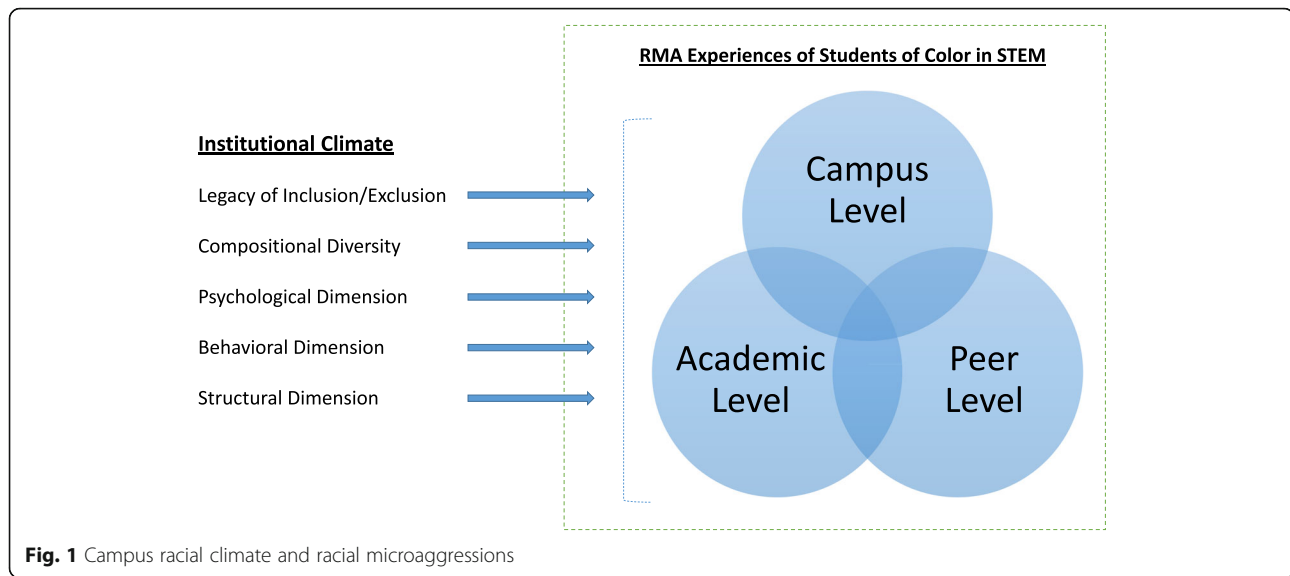 RMA Experiences of Students of Color in STEM
Institutional Climate
Legacy of Inclusion/Exclusion
Compositional Diversity
Psychological Dimension
Behavioral Dimension
Structural Dimension
Campus
Level
Academic
Level
Peer
Level
Fig. 1 Campus racial climate and racial microaggressions